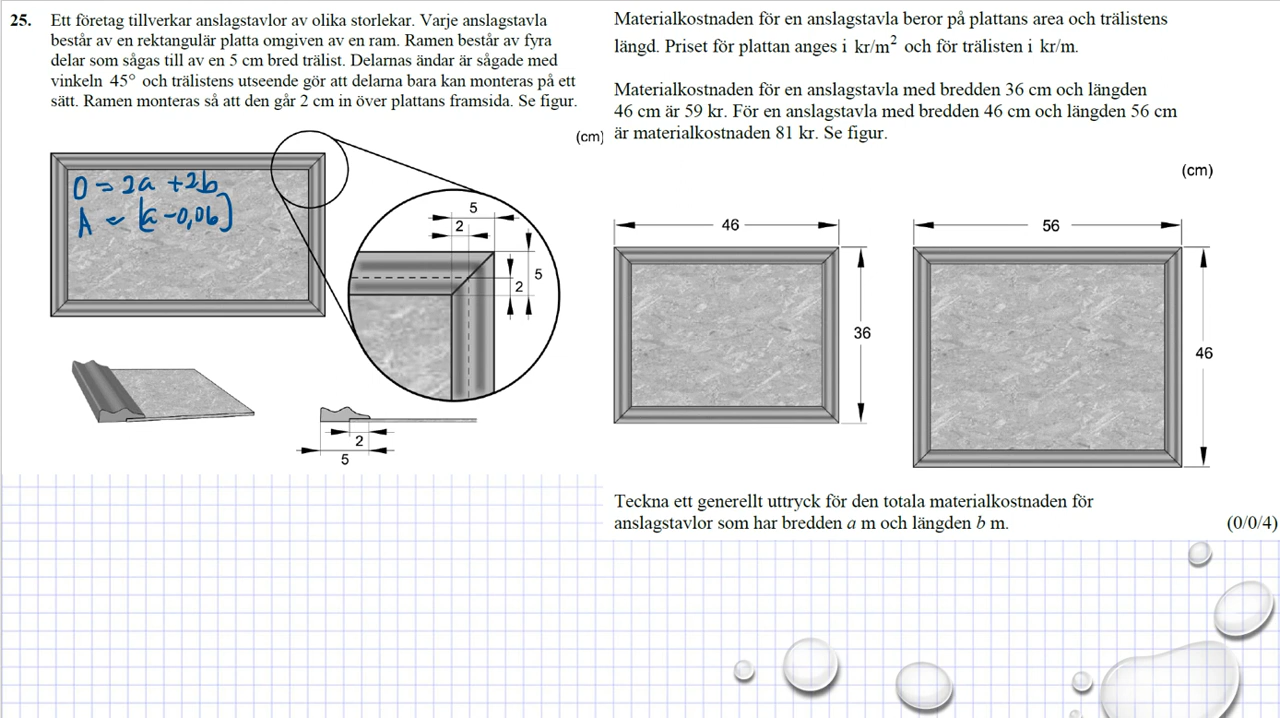 25. Ett företag tillverkar anslagstavlor av olika storlekar. Varje anslagstavla
består av en rektangulär platta omgiven av en ram. Ramen består av fyra
delar som sågas till av en 5 cm bred trälist. Delarnas ändar är sågade med
vinkeln 45° och trälistens utseende gör att delarna bara kan monteras på ett
sätt. Ramen monteras så att den går 2 cm in över plattans framsida. Se figur.
(cm)
O = 2a + 2b
A = (a - 0,06)
5
2
5
2
2
5
Materialkostnaden för en anslagstavla beror på plattans area och trälistens
längd. Priset för plattan anges i kr/m² och för trälisten i kr/m.
Materialkostnaden för en anslagstavla med bredden 36 cm och längden
46 cm är 59 kr. För en anslagstavla med bredden 46 cm och längden 56 cm
är materialkostnaden 81 kr. Se figur.
(cm)
46
56
36
46
Teckna ett generellt uttryck för den totala materialkostnaden för
anslagstavlor som har bredden a m och längden b m.
(0/0/4)